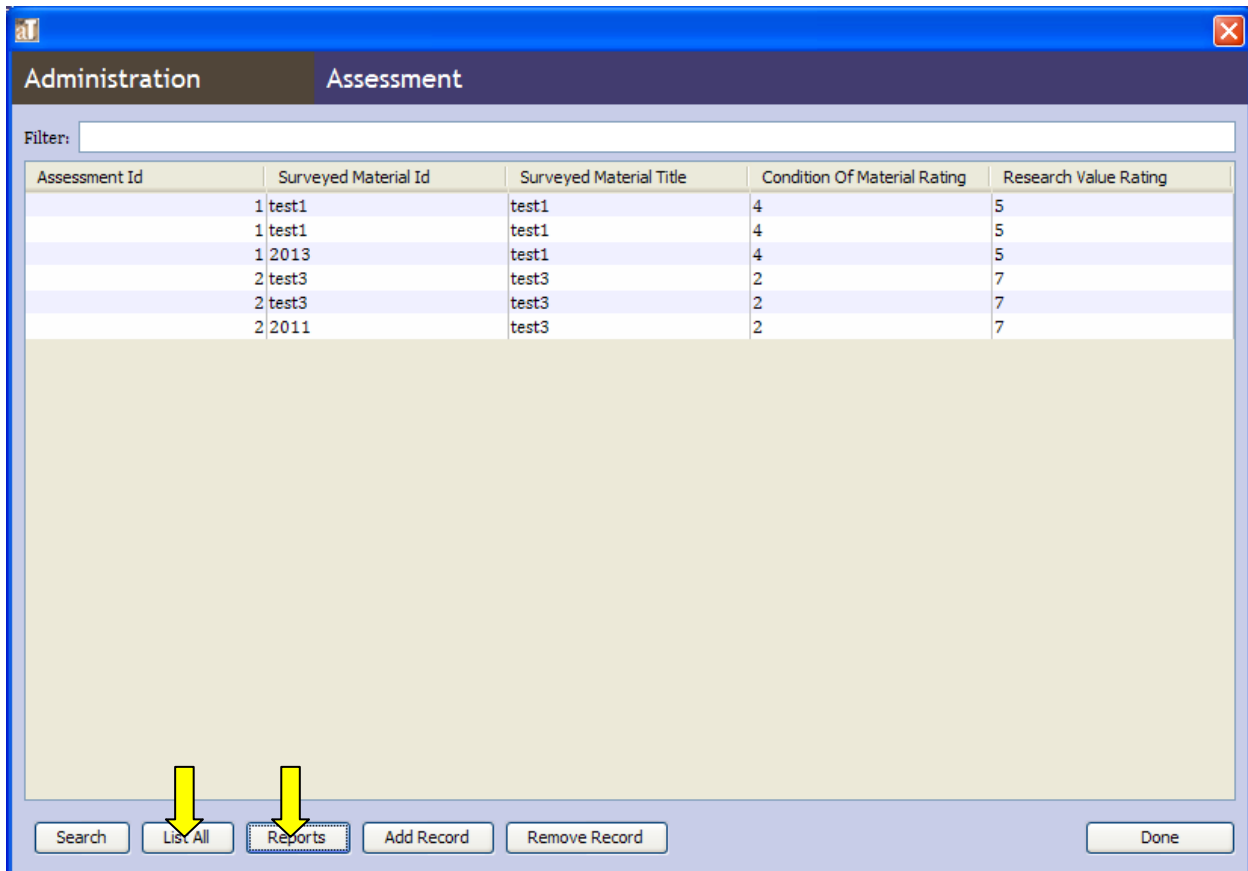 aT
Administration Assessment
Filter:
Assessment Id Surveyed Material Id Surveyed Material Title Condition Of Material Rating Research Value Rating
1 test1 test1 4 5
1 test1 test1 4 5
1 2013 test1 4 5
2 test3 test3 2 7
2 test3 test3 2 7
2 2011 test3 2 7
Search List All Reports Add Record Remove Record Done